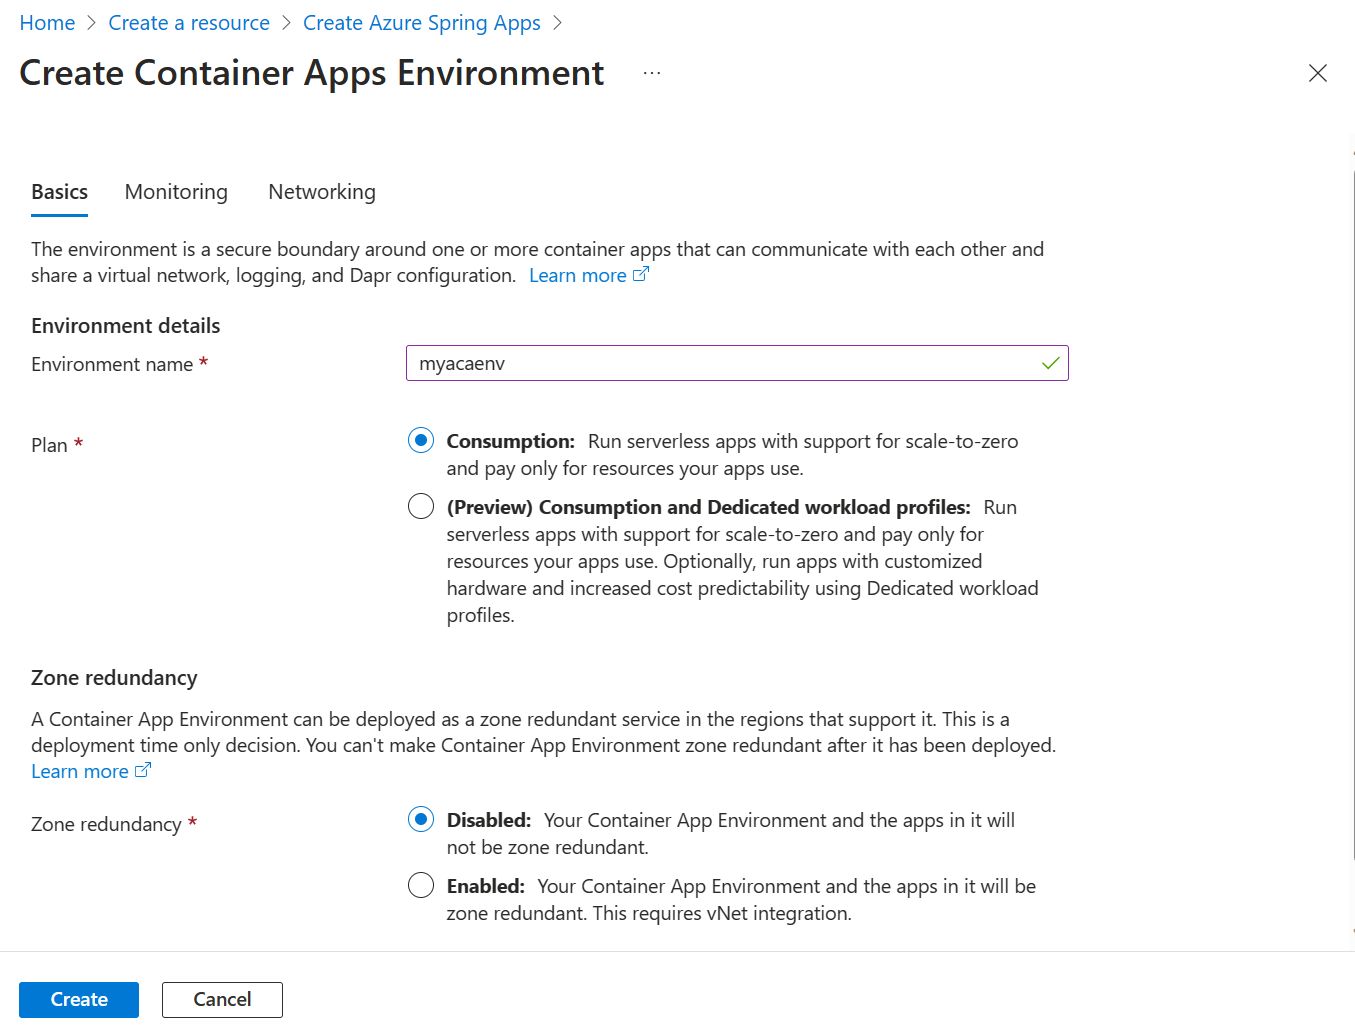 Home > Create a resource > Create Azure Spring Apps >
Create Container Apps Environment ...
Basics Monitoring Networking
The environment is a secure boundary around one or more container apps that can communicate with each other and
share a virtual network, logging, and Dapr configuration. Learn more
Environment details
Environment name *
myacaenv
Plan *
Consumption: Run serverless apps with support for scale-to-zero
and pay only for resources your apps use.
(Preview) Consumption and Dedicated workload profiles: Run
serverless apps with support for scale-to-zero and pay only for
resources your apps use. Optionally, run apps with customized
hardware and increased cost predictability using Dedicated workload
profiles.
Zone redundancy
A Container App Environment can be deployed as a zone redundant service in the regions that support it. This is a
deployment time only decision. You can't make Container App Environment zone redundant after it has been deployed.
Learn more
Zone redundancy *
Disabled: Your Container App Environment and the apps in it will
not be zone redundant.
Enabled: Your Container App Environment and the apps in it will be
zone redundant. This requires vNet integration.
Create Cancel